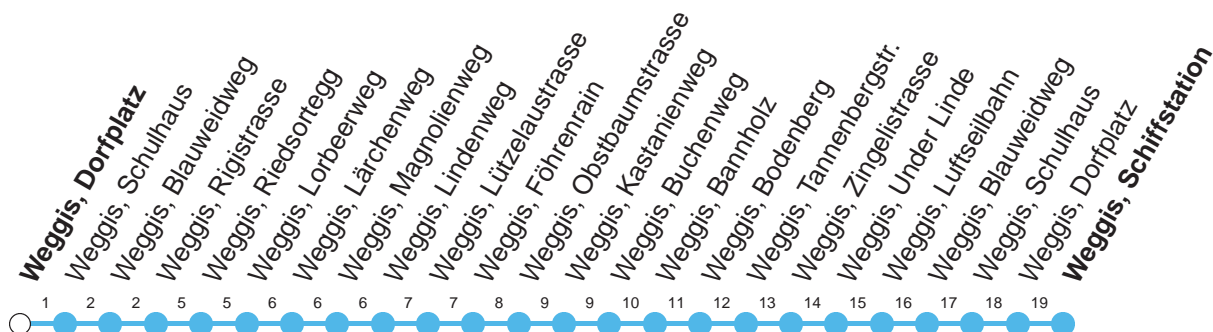 Weggis, Dorfplatz
Weggis, Schulhaus
Weggis, Blauweidweg
Weggis, Rigistrasse
Weggis, Riedsortegg
Weggis, Lorbeerweg
Weggis, Lärchenweg
Weggis, Magnolienweg
Weggis, Lindenweg
Weggis, Lützelaustrasse
Weggis, Föhrenrain
Weggis, Obstbaumstrasse
Weggis, Kastanienweg
Weggis, Buchenweg
Weggis, Bannholz
Weggis, Bodenberg
Weggis, Tannenbergstr.
Weggis, Zingelistrasse
Weggis, Under Linde
Weggis, Luftseilbahn
Weggis, Blauweidweg
Weggis, Schulhaus
Weggis, Dorfplatz
Weggis, Schiffstation
1 2 2 5 5 6 6 6 7 7 8 9 9 10 11 12 13 14 15 16 17 18 19